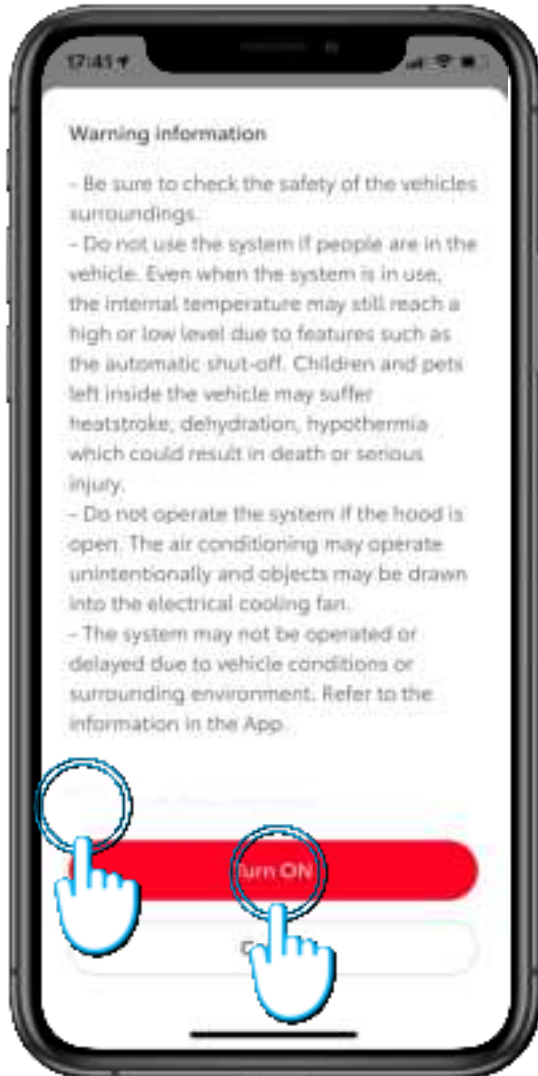 17:41
Warning information
- Be sure to check the safety of the vehicles
surroundings.
- Do not use the system if people are in the
vehicle. Even when the system is in use,
the internal temperature may still reach a
high or low level due to features such as
the automatic shut-off. Children and pets
left inside the vehicle may suffer
heatstroke, dehydration, hypothermia
which could result in death or serious
injury.
- Do not operate the system if the hood is
open. The air conditioning may operate
unintentionally and objects may be drawn
into the electrical cooling fan.
- The system may not be operated or
delayed due to vehicle conditions or
surrounding environment. Refer to the
information in the App.
Turn ON